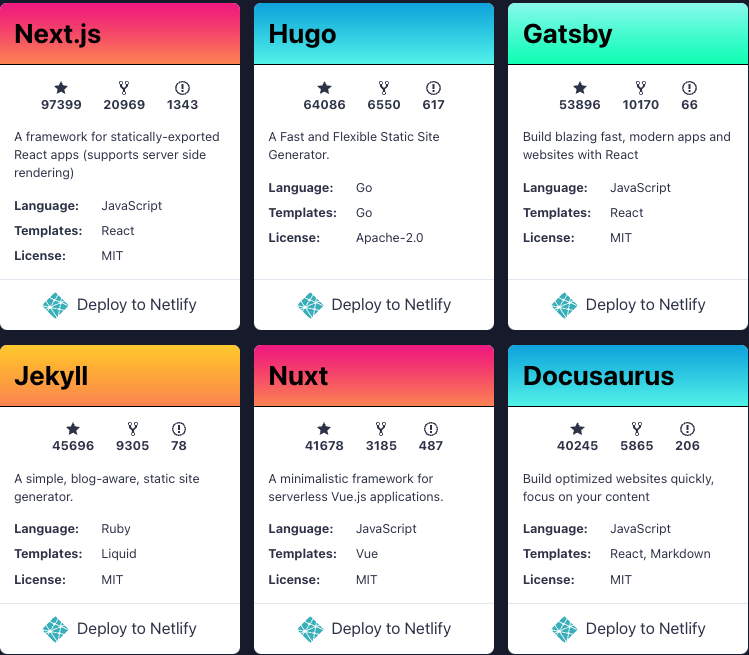 Next.js
97399 20969 1343
A framework for statically-exported
React apps (supports server side
rendering)
Language: JavaScript
Templates: React
License: MIT
Deploy to Netlify
Hugo
64086 6550 617
A Fast and Flexible Static Site
Generator.
Language: Go
Templates: Go
License: Apache-2.0
Deploy to Netlify
Gatsby
53896 10170 66
Build blazing fast, modern apps and
websites with React
Language: JavaScript
Templates: React
License: MIT
Deploy to Netlify
Jekyll
45696 9305 78
A simple, blog-aware, static site
generator.
Language: Ruby
Templates: Liquid
License: MIT
Deploy to Netlify
Nuxt
41678 3185 487
A minimalistic framework for
serverless Vue.js applications.
Language: JavaScript
Templates: Vue
License: MIT
Deploy to Netlify
Docusaurus
40245 5865 206
Build optimized websites quickly,
focus on your content
Language: JavaScript
Templates: React, Markdown
License: MIT
Deploy to Netlify